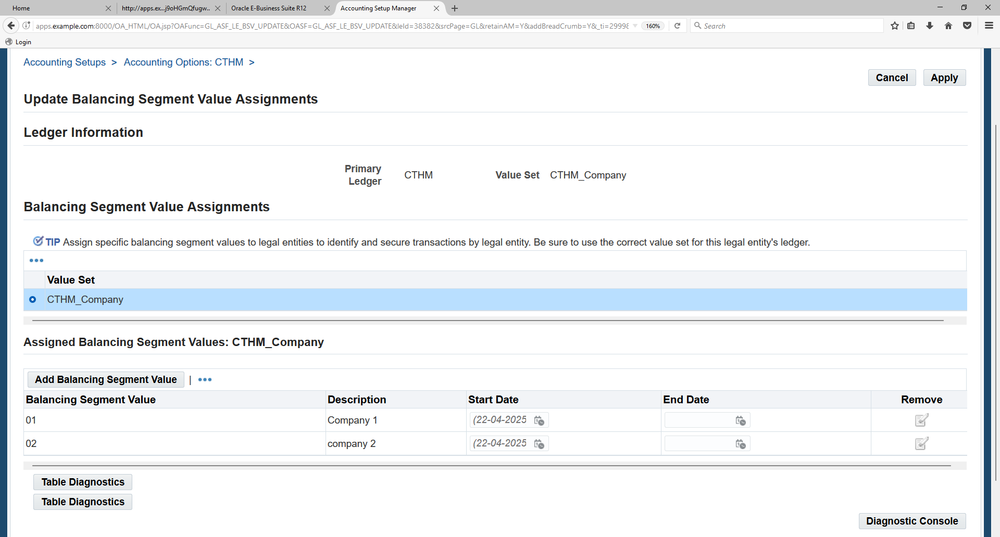 Home
http://apps.ex...j9oHGmQfugw..
Oracle E-Business Suite R12
Accounting Setup Manager
apps.example.com:8000/OA_HTML/OA.jsp?OAFunc=GL_ASF_LE_BSV_UPDATE&OASF=GL_ASF_LE_BSV_UPDATE&leId=38382&srcPage=GL&retainAM=Y&addBreadCrumb=Y&_ti=29998
160%
Search
Login
Accounting Setups > Accounting Options: CTHM >
Cancel
Apply
Update Balancing Segment Value Assignments
Ledger Information
Primary Ledger CTHM
Value Set CTHM_Company
Balancing Segment Value Assignments
TIP Assign specific balancing segment values to legal entities to identify and secure transactions by legal entity. Be sure to use the correct value set for this legal entity's ledger.
Value Set
CTHM_Company
Assigned Balancing Segment Values: CTHM_Company
Add Balancing Segment Value |
Balancing Segment Value Description Start Date End Date Remove
01 Company 1 (22-04-2025
02 company 2 (22-04-2025
Table Diagnostics
Table Diagnostics
Diagnostic Console